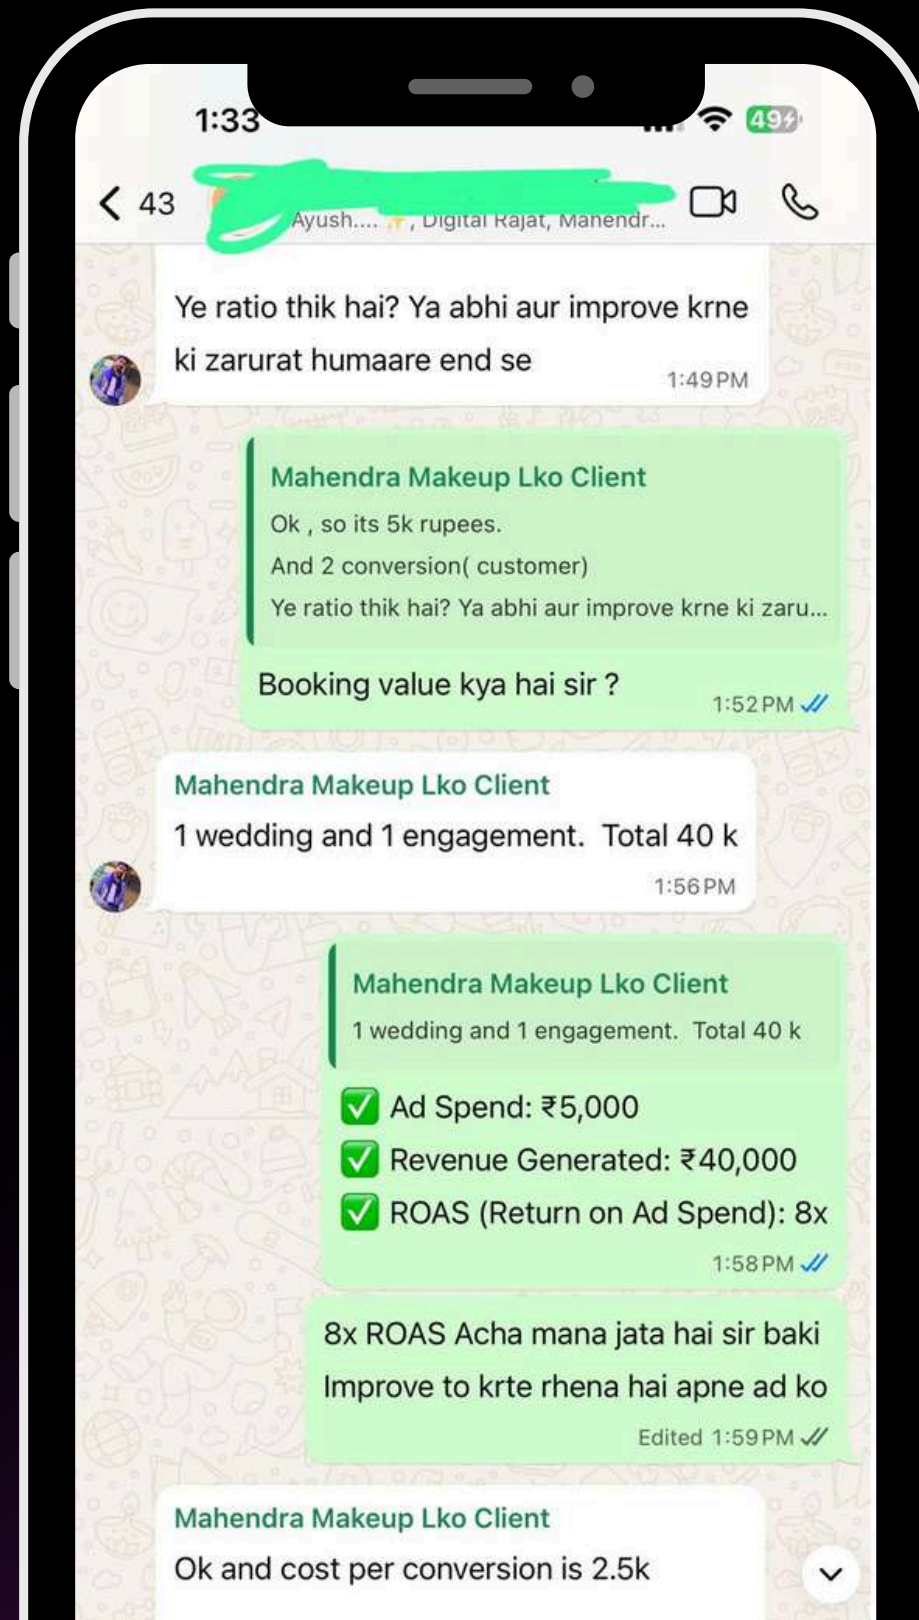 1:33
49
43
Ayush.... ✨, Digital Rajat, Mahendr...
Ye ratio thik hai? Ya abhi aur improve krne
ki zarurat humaare end se
1:49 PM
Mahendra Makeup Lko Client
Ok , so its 5k rupees.
And 2 conversion( customer)
Ye ratio thik hai? Ya abhi aur improve krne ki zaru...
Booking value kya hai sir ?
1:52 PM
Mahendra Makeup Lko Client
1 wedding and 1 engagement.  Total 40 k
1:56 PM
Mahendra Makeup Lko Client
1 wedding and 1 engagement.  Total 40 k
✅ Ad Spend: ₹5,000
✅ Revenue Generated: ₹40,000
✅ ROAS (Return on Ad Spend): 8x
1:58 PM
8x ROAS Acha mana jata hai sir baki
Improve to krte rhena hai apne ad ko
Edited 1:59 PM
Mahendra Makeup Lko Client
Ok and cost per conversion is 2.5k